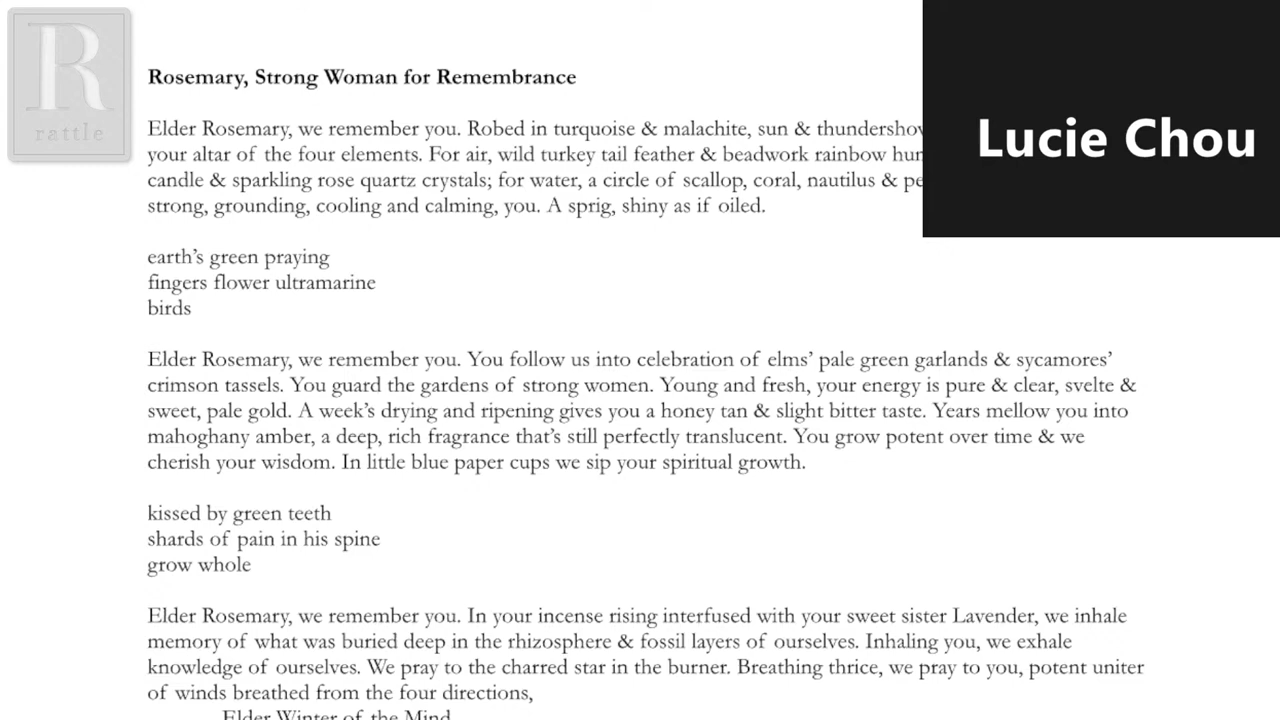 R
rattle
Lucie Chou
Rosemary, Strong Woman for Remembrance
Elder Rosemary, we remember you. Robed in turquoise & malachite, sun &
your altar of the four elements. For air, wild turkey tail feather & beadwork rainbow
candle & sparkling rose quartz crystals; for water, a circle of scallop, coral, nautilus &
strong, grounding, cooling and calming, you. A sprig, shiny as if oiled.
earth’s green praying
fingers flower ultramarine
birds
Elder Rosemary, we remember you. You follow us into celebration of elms’ pale green garlands & sycamores’
crimson tassels. You guard the gardens of strong women. Young and fresh, your energy is pure & clear, svelte &
sweet, pale gold. A week’s drying and ripening gives you a honey tan & slight bitter taste. Years mellow you into
mahoghany amber, a deep, rich fragrance that’s still perfectly translucent. You grow potent over time & we
cherish your wisdom. In little blue paper cups we sip your spiritual growth.
kissed by green teeth
shards of pain in his spine
grow whole
Elder Rosemary, we remember you. In your incense rising interfused with your sweet sister Lavender, we inhale
memory of what was buried deep in the rhizosphere & fossil layers of ourselves. Inhaling you, we exhale
knowledge of ourselves. We pray to the charred star in the burner. Breathing thrice, we pray to you, potent uniter
of winds breathed from the four directions,
Elder Winter of the Mind